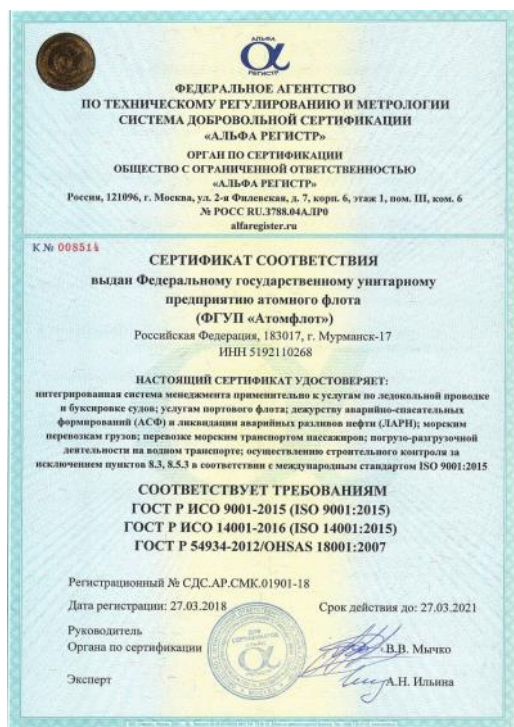 АЛЬФА
РЕГИСТР
ФЕДЕРАЛЬНОЕ АГЕНТСТВО
ПО ТЕХНИЧЕСКОМУ РЕГУЛИРОВАНИЮ И МЕТРОЛОГИИ
СИСТЕМА ДОБРОВОЛЬНОЙ СЕРТИФИКАЦИИ
«АЛЬФА РЕГИСТР»
ОРГАН ПО СЕРТИФИКАЦИИ
ОБЩЕСТВО С ОГРАНИЧЕННОЙ ОТВЕТСТВЕННОСТЬЮ
«АЛЬФА РЕГИСТР»
Россия, 121096, г. Москва, ул. 2-я Филевская, д. 7, корп. 6, этаж 1, пом. III, ком. 6
№ РОСС RU.З788.04АЛР0
alfaregister.ru
К № 008514
СЕРТИФИКАТ СООТВЕТСТВИЯ
выдан Федеральному государственному унитарному
предприятию атомного флота
(ФГУП «Атомфлот»)
Российская Федерация, 183017, г. Мурманск-17
ИНН 5192110268
НАСТОЯЩИЙ СЕРТИФИКАТ УДОСТОВЕРЯЕТ:
интегрированная система менеджмента применительно к услугам по ледокольной проводке
и буксировке судов; услугам портового флота; дежурству аварийно-спасательных
формирований (АСФ) и ликвидации аварийных разливов нефти (ЛАРН); морским
перевозкам грузов; перевозке морским транспортом пассажиров; погрузо-разгрузочной
деятельности на водном транспорте; осуществлению строительного контроля за
исключением пунктов 8.3, 8.5.3 в соответствии с международным стандартом ISO 9001:2015
СООТВЕТСТВУЕТ ТРЕБОВАНИЯМ
ГОСТ Р ИСО 9001-2015 (ISO 9001:2015)
ГОСТ Р ИСО 14001-2016 (ISO 14001:2015)
ГОСТ Р 54934-2012/OHSAS 18001:2007
Регистрационный № СДС.АР.СМК.01901-18
Дата регистрации: 27.03.2018 Срок действия до: 27.03.2021
Руководитель
Органа по сертификации В.В. Мычко
Эксперт А.Н. Ильина